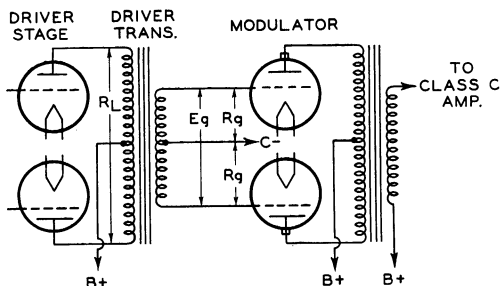 DRIVER
STAGE
DRIVER
TRANS.
MODULATOR
TO
CLASS C
AMP.
RL
Eg
Rg
C-
Rg
B+
B+
B+